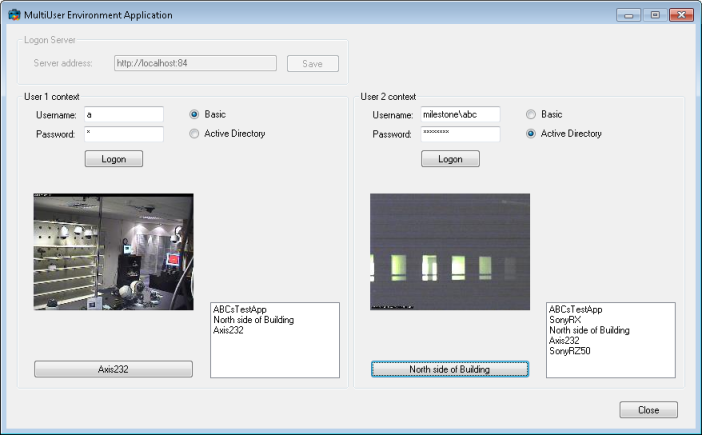 MultiUser Environment Application
Logon Server
Server address: http://localhost:84 Save
User 1 context
Username: a Basic
Password: * Active Directory
Logon
ABCsTestApp
North side of Building
Axis232
Axis232
User 2 context
Username: milestone\abc Basic
Password: ******** Active Directory
Logon
ABCsTestApp
SonyRX
North side of Building
Axis232
SonyRZ50
North side of Building
Close